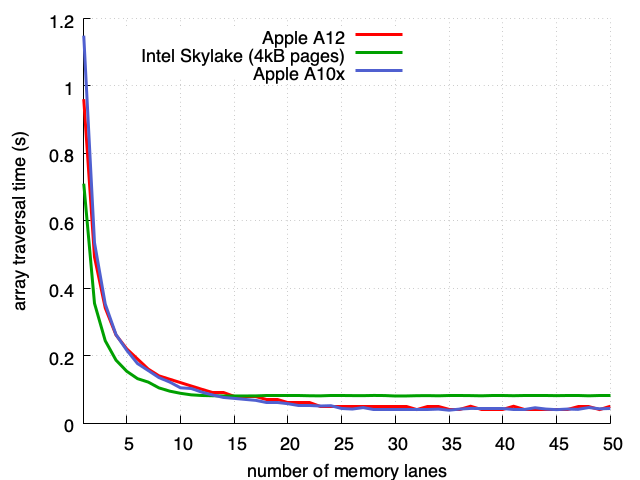 Apple A12
Intel Skylake (4kB pages)
Apple A10x
array traversal time (s)
1.2
1
0.8
0.6
0.4
0.2
0
5 10 15 20 25 30 35 40 45 50
number of memory lanes